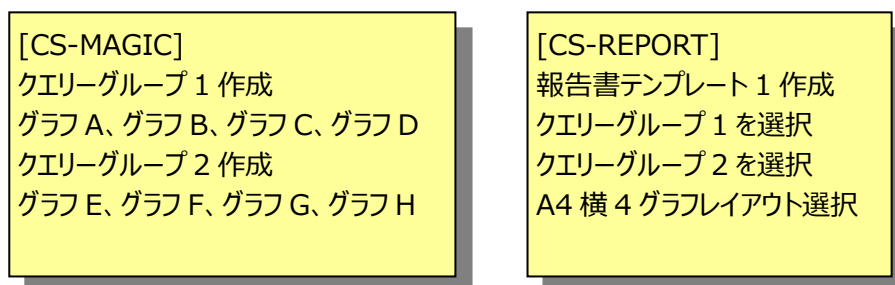 [CS-MAGIC]
クエリーグループ 1 作成
グラフ A、グラフ B、グラフ C、グラフ D
クエリーグループ 2 作成
グラフ E、グラフ F、グラフ G、グラフ H
[CS-REPORT]
報告書テンプレート 1 作成
クエリーグループ 1 を選択
クエリーグループ 2 を選択
A4 横 4 グラフレイアウト選択